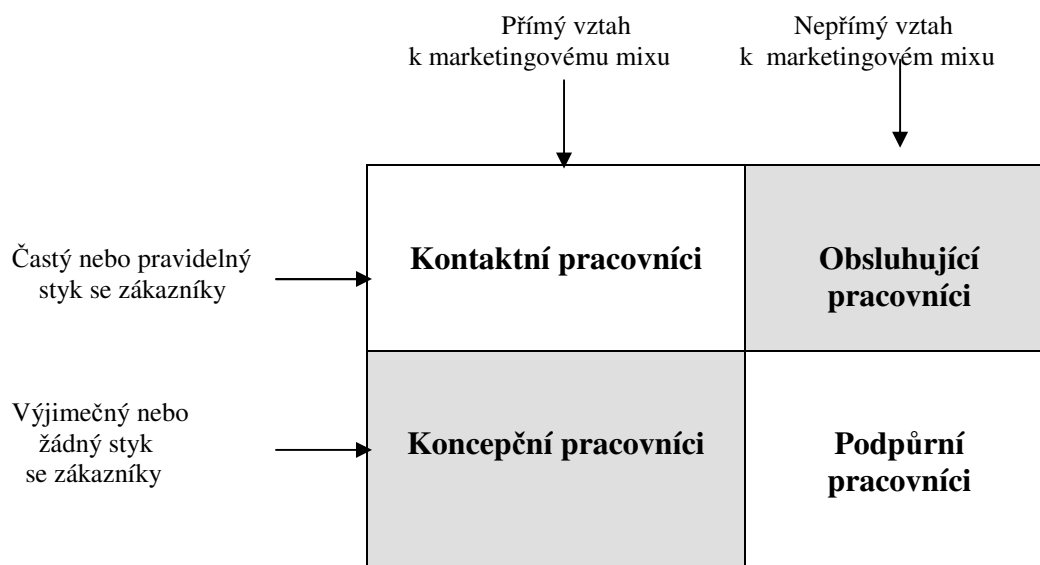 Přímý vztah
k marketingovému mixu
Nepřímý vztah
k marketingovém mixu
Častý nebo pravidelný
styk se zákazníky
Kontaktní pracovníci
Obsluhující
pracovníci
Výjimečný nebo
žádný styk
se zákazníky
Koncepční pracovníci
Podpůrní
pracovníci